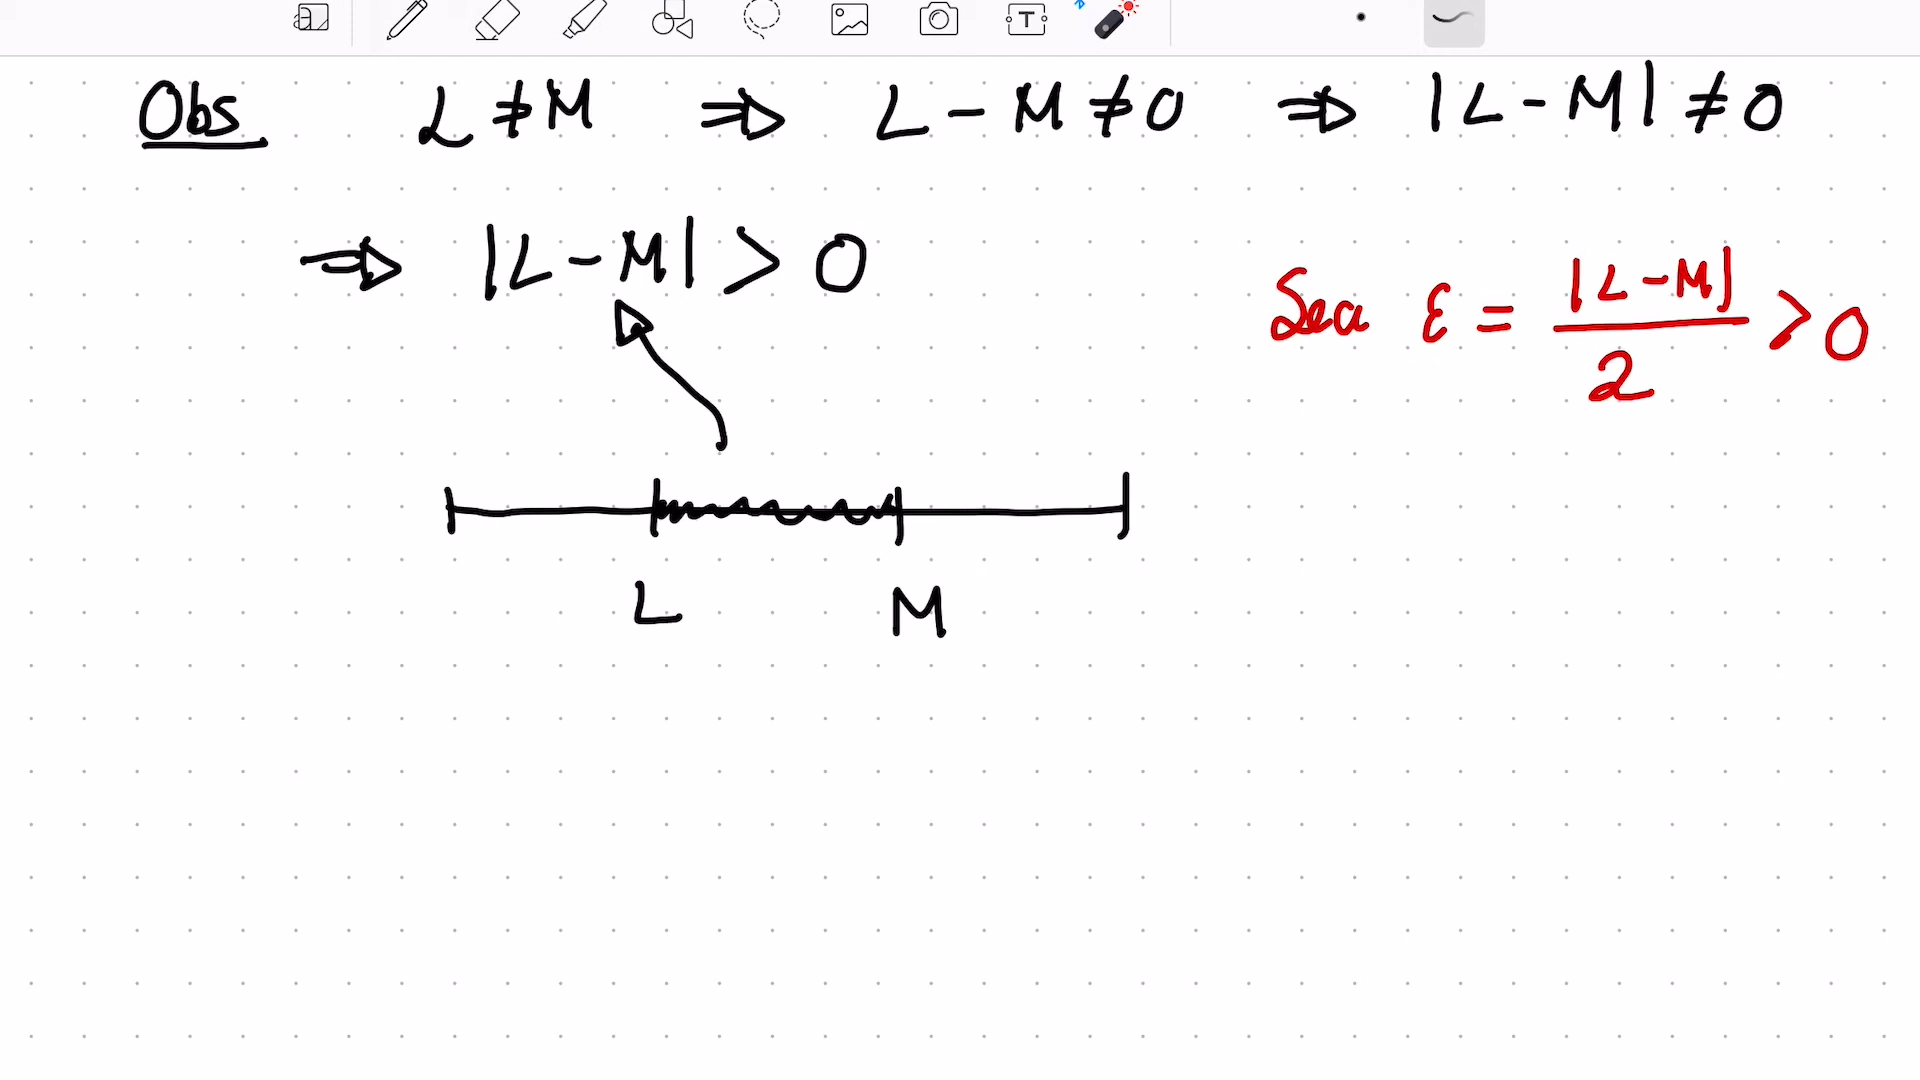 Obs L ≠ M ⇒ L - M ≠ 0 ⇒ |L - M| ≠ 0
⇒ |L - M| > 0
Sea ε = |L - M| / 2 > 0
L M